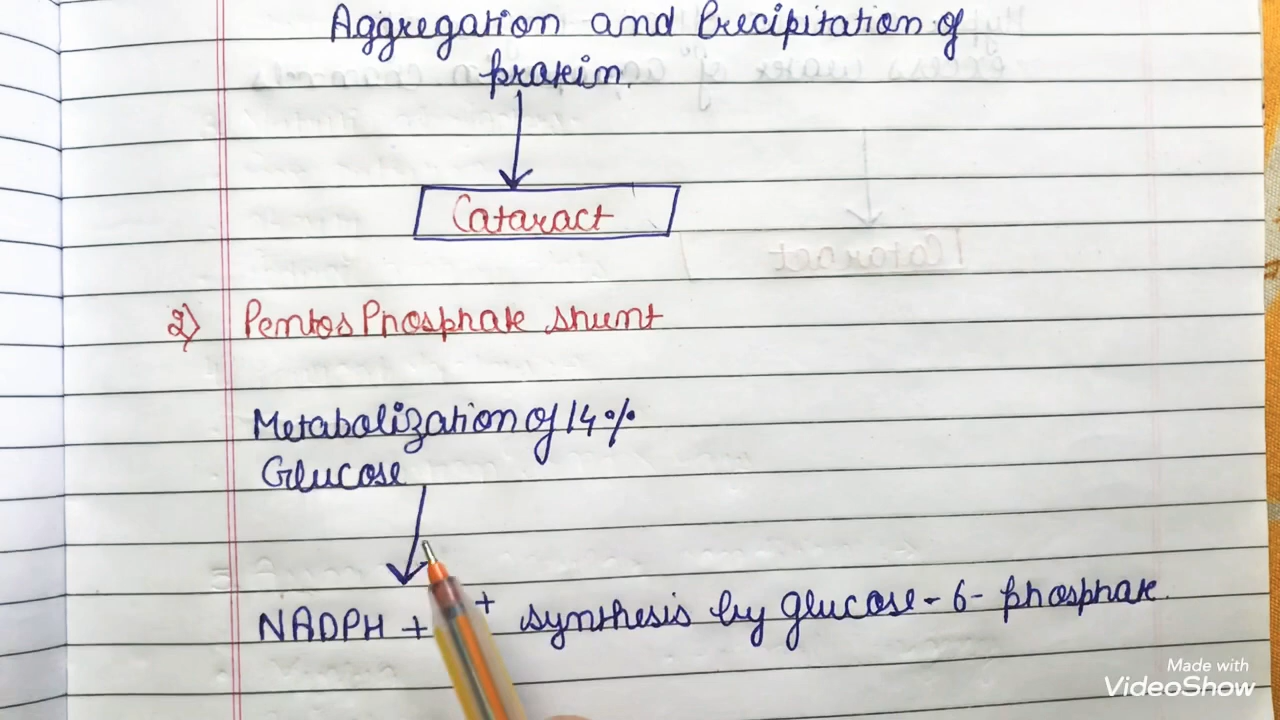 Aggregation and Precipitation of
protein.
Cataract
2) Pentos Phosphate shunt
Metabolization of 14%
Glucose
NADPH + + synthesis by glucose-6-phosphate
Made with
VideoShow